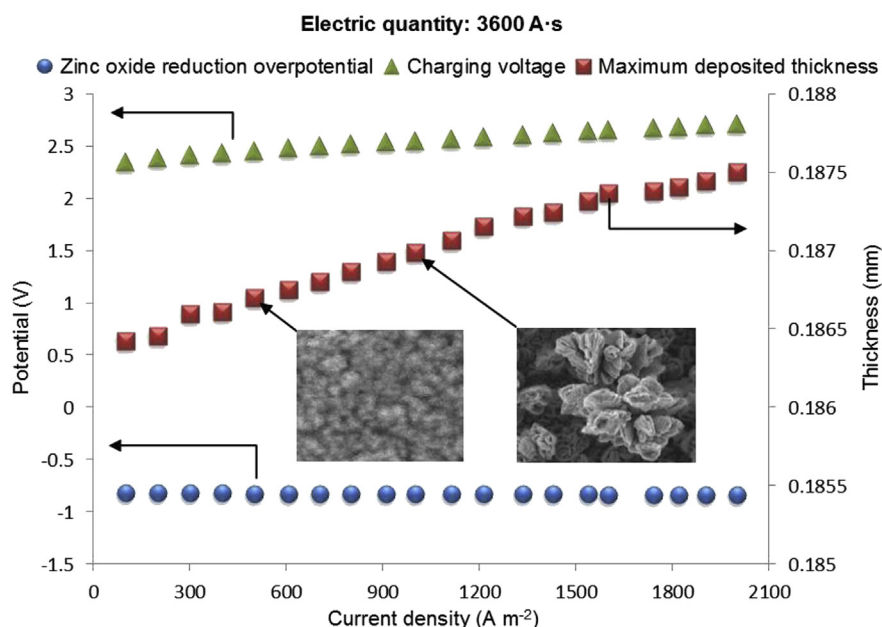 Electric quantity: 3600 A·s
Zinc oxide reduction overpotential Charging voltage Maximum deposited thickness
Potential (V)
3
2.5
2
1.5
1
0.5
0
-0.5
-1
-1.5
0.188
0.1875
0.187
0.1865
0.186
0.1855
0.185
Thickness (mm)
0 300 600 900 1200 1500 1800 2100
Current density (A m-2)